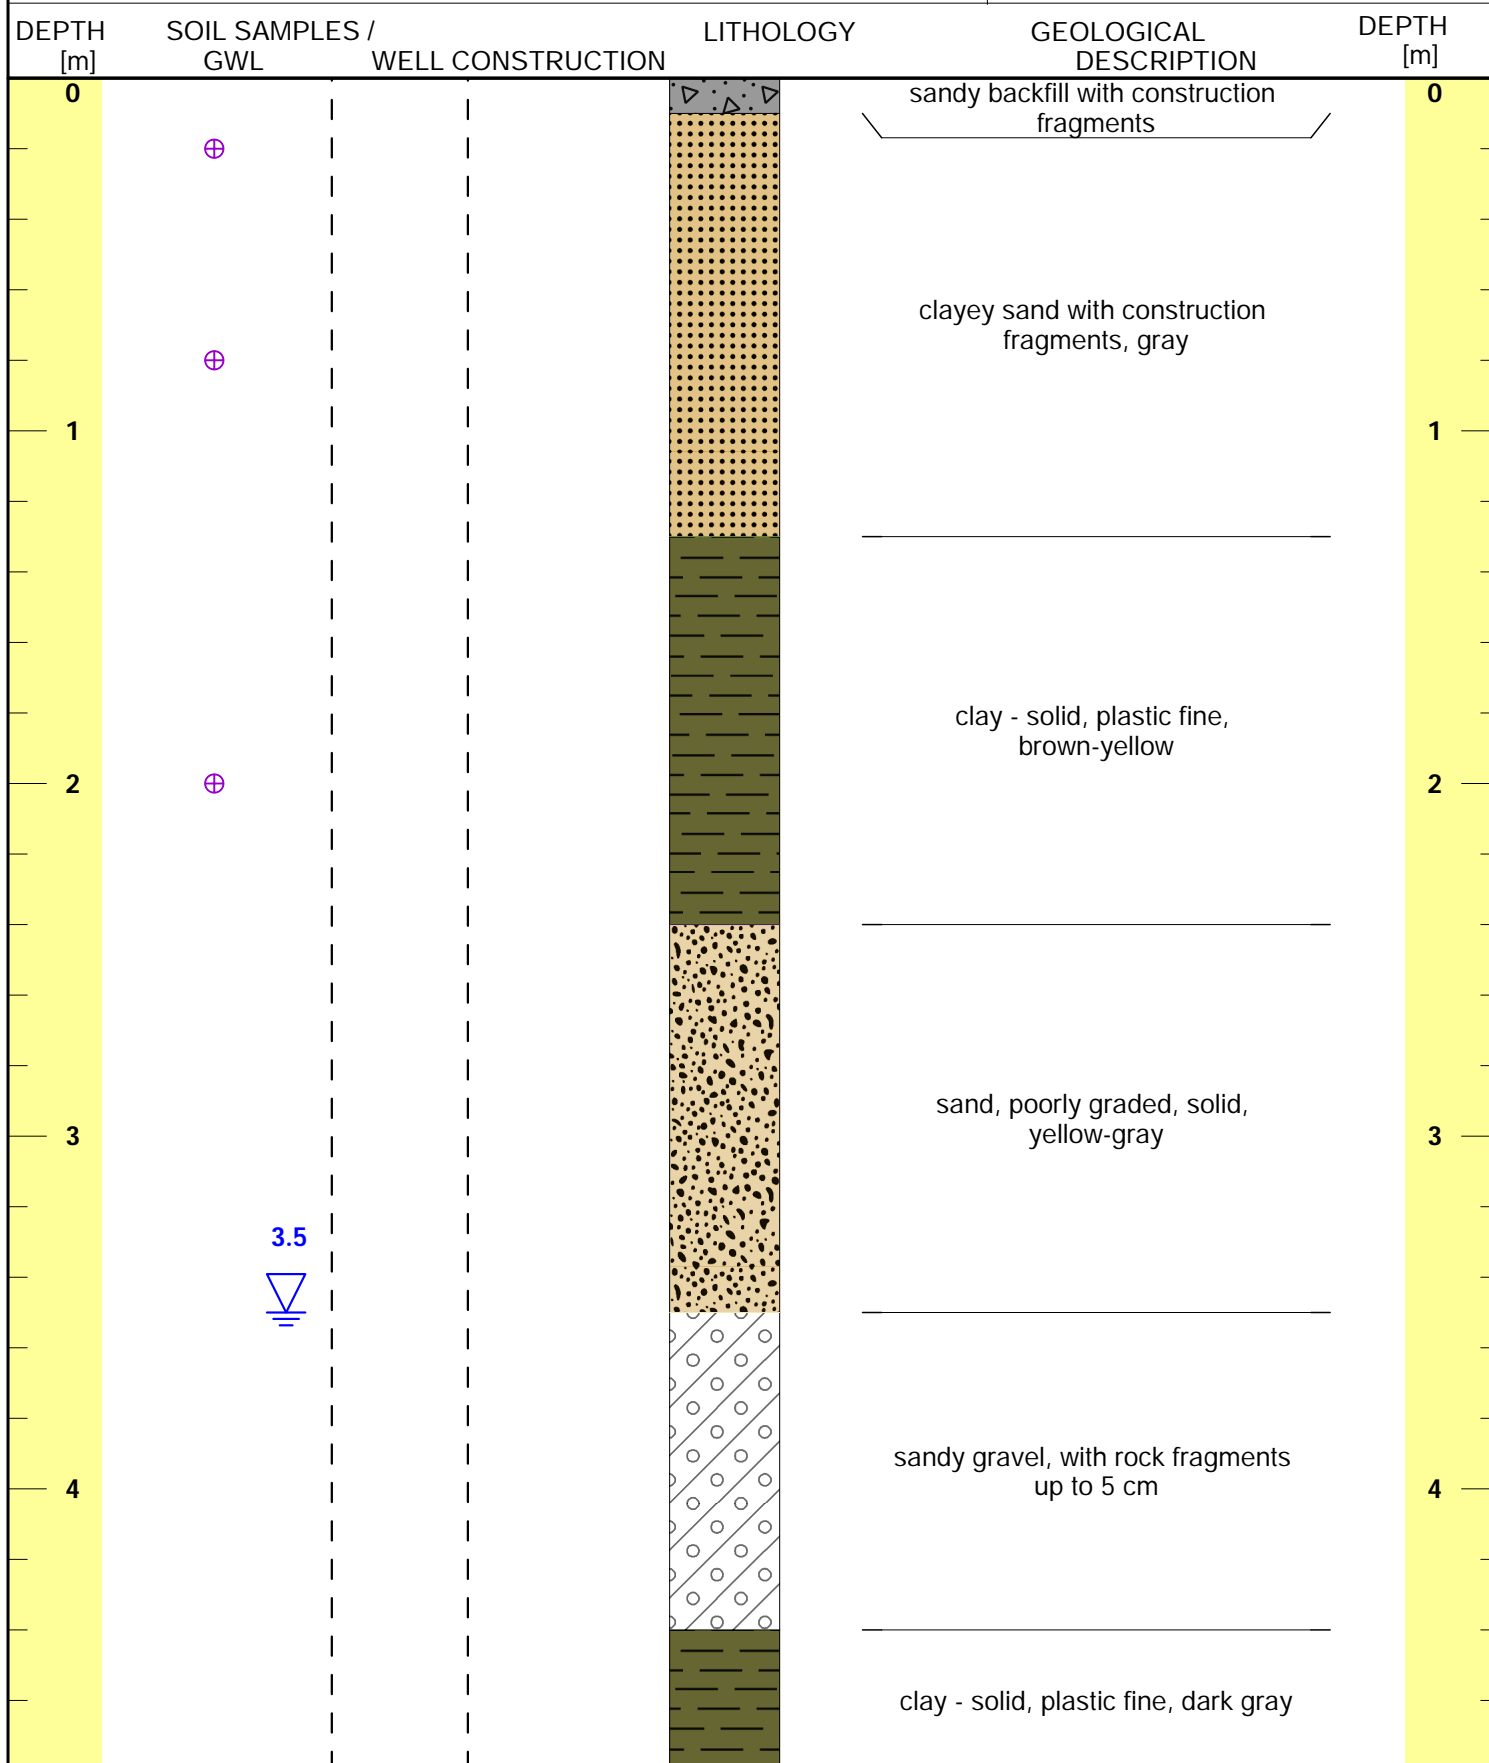 DEPTH
[m]
SOIL SAMPLES /
GWL
WELL CONSTRUCTION
LITHOLOGY
GEOLOGICAL
DESCRIPTION
DEPTH
[m]
0
sandy backfill with construction
fragments
0
clayey sand with construction
fragments, gray
1
1
clay - solid, plastic fine,
brown-yellow
2
2
sand, poorly graded, solid,
yellow-gray
3
3
3.5
sandy gravel, with rock fragments
up to 5 cm
4
4
clay - solid, plastic fine, dark gray